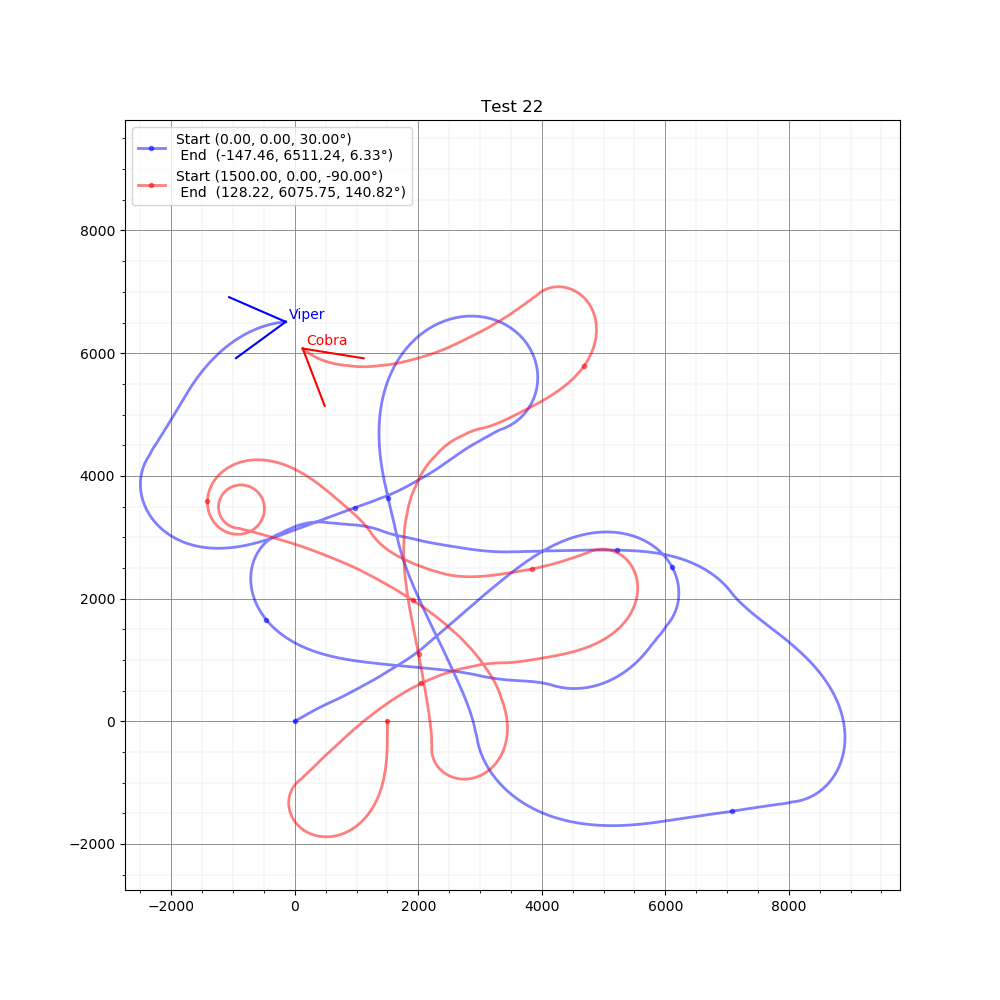 Test 22
Start (0.00, 0.00, 30.00°)
End (-147.46, 6511.24, 6.33°)
Start (1500.00, 0.00, -90.00°)
End (128.22, 6075.75, 140.82°)
8000
6000
4000
2000
0
−2000
Viper
Cobra
−2000 0 2000 4000 6000 8000